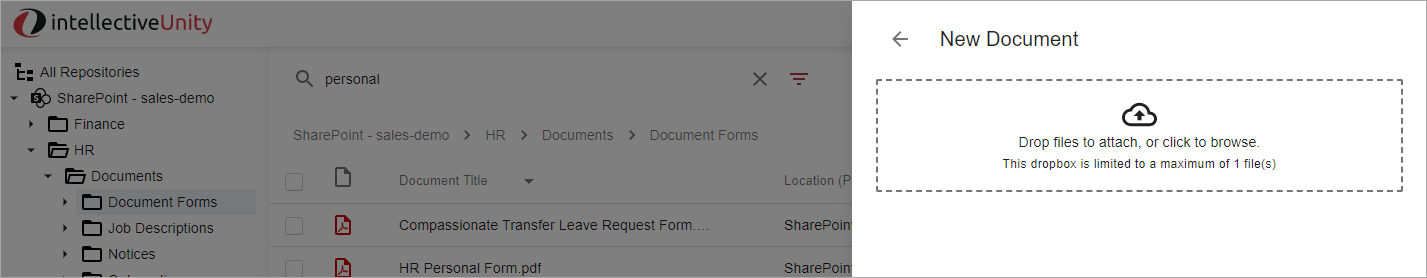 intellectiveUnity
All Repositories
SharePoint - sales-demo
Finance
HR
Documents
Document Forms
Job Descriptions
Notices
personal
SharePoint - sales-demo > HR > Documents > Document Forms
Document Title
Location (P
Compassionate Transfer Leave Request Form....
SharePoint
HR Personal Form.pdf
SharePoint
New Document
Drop files to attach, or click to browse.
This dropbox is limited to a maximum of 1 file(s)